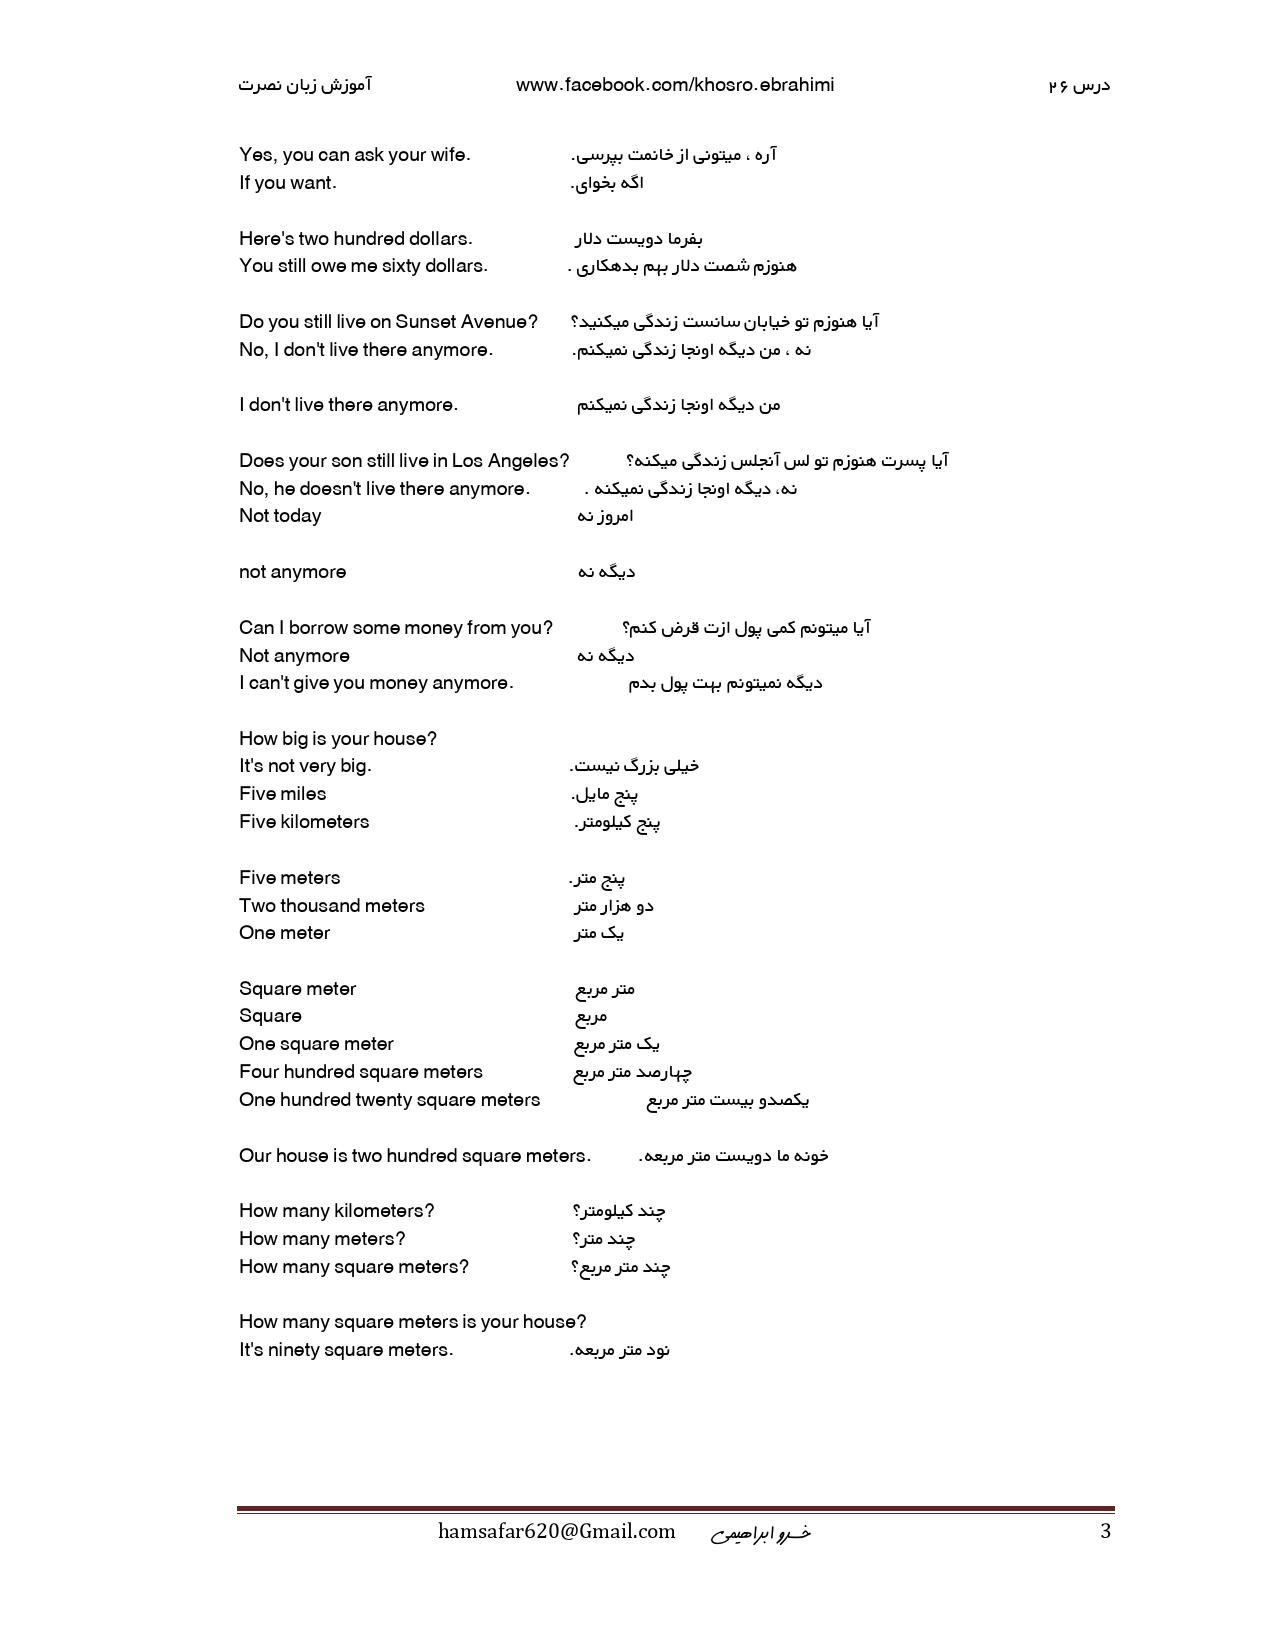 آموزش زبان نصرت www.facebook.com/khosro.ebrahimi درس ۲۶
Yes, you can ask your wife. آره ، میتونی از خانمت بپرسی.
If you want. اگه بخوای.
Here's two hundred dollars. بفرما دویست دلار
You still owe me sixty dollars. هنوزم شصت دلار بهم بدهکاری .
Do you still live on Sunset Avenue? آیا هنوزم تو خیابان سانست زندگی میکنید؟
No, I don't live there anymore. نه ، من دیگه اونجا زندگی نمیکنم.
I don't live there anymore. من دیگه اونجا زندگی نمیکنم
Does your son still live in Los Angeles? آیا پسرت هنوزم تو لس آنجلس زندگی میکنه؟
No, he doesn't live there anymore. نه، دیگه اونجا زندگی نمیکنه .
Not today امروز نه
not anymore دیگه نه
Can I borrow some money from you? آیا میتونم کمی پول ازت قرض کنم؟
Not anymore دیگه نه
I can't give you money anymore. دیگه نمیتونم بهت پول بدم
How big is your house?
It's not very big. خیلی بزرگ نیست.
Five miles پنج مایل.
Five kilometers پنج کیلومتر.
Five meters پنج متر.
Two thousand meters دو هزار متر
One meter یک متر
Square meter متر مربع
Square مربع
One square meter یک متر مربع
Four hundred square meters چهارصد متر مربع
One hundred twenty square meters یکصدو بیست متر مربع
Our house is two hundred square meters. خونه ما دویست متر مربعه.
How many kilometers? چند کیلومتر؟
How many meters? چند متر؟
How many square meters? چند متر مربع؟
How many square meters is your house?
It's ninety square meters. نود متر مربعه.
hamsafar620@Gmail.com خسرو ابراهیمی 3